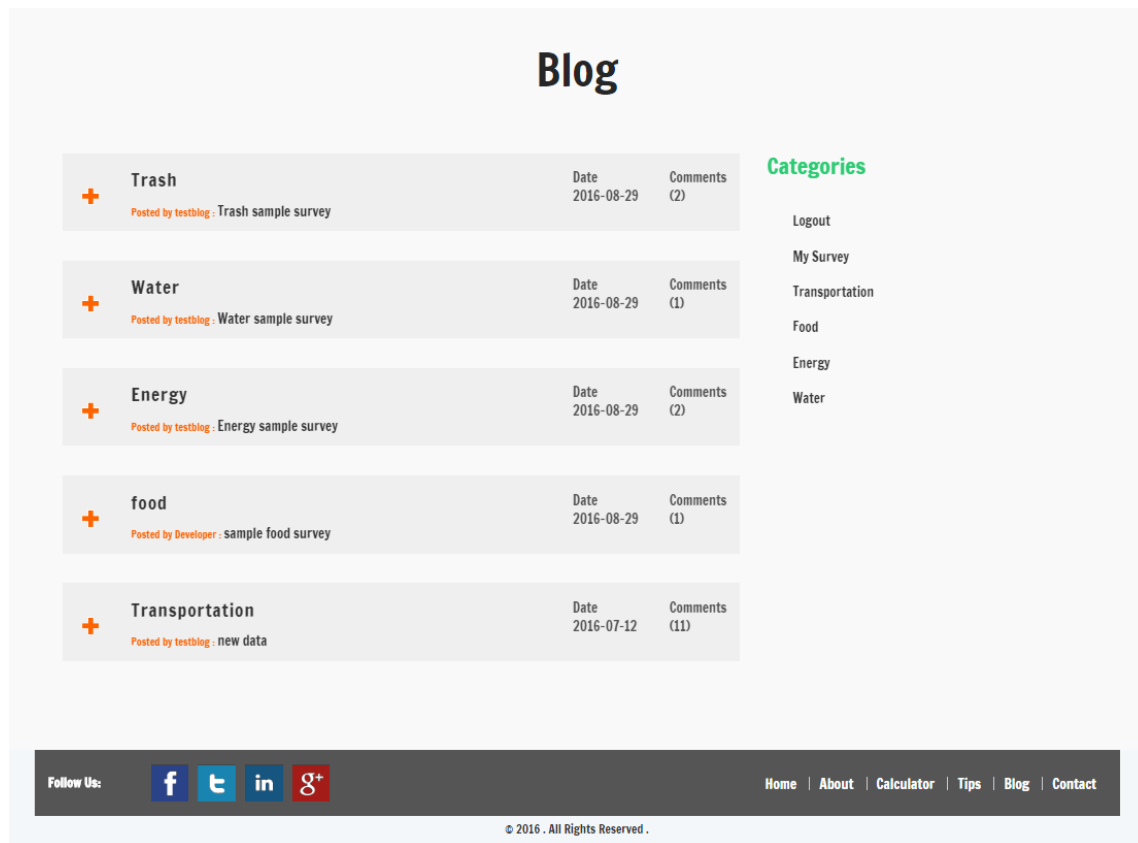 Blog
Trash
Posted by testblog : Trash sample survey
Date
2016-08-29
Comments
(2)
Water
Posted by testblog : Water sample survey
Date
2016-08-29
Comments
(1)
Energy
Posted by testblog : Energy sample survey
Date
2016-08-29
Comments
(2)
food
Posted by Developer : sample food survey
Date
2016-08-29
Comments
(1)
Transportation
Posted by testblog : new data
Date
2016-07-12
Comments
(11)
Categories
Logout
My Survey
Transportation
Food
Energy
Water
Follow Us:
f t in g+
Home | About | Calculator | Tips | Blog | Contact
© 2016 . All Rights Reserved .